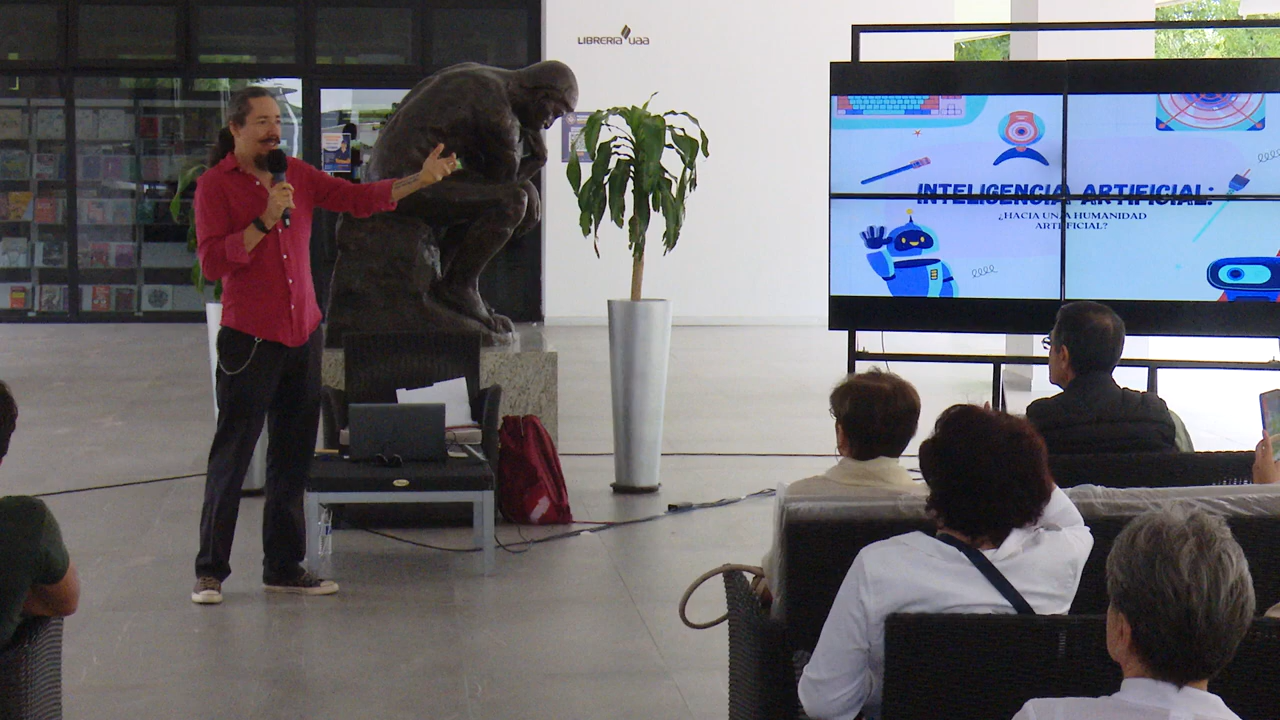 LIBRERIA UAA
INTELIGENCIA ARTIFICIAL:
¿HACIA UNA HUMANIDAD
ARTIFICIAL?